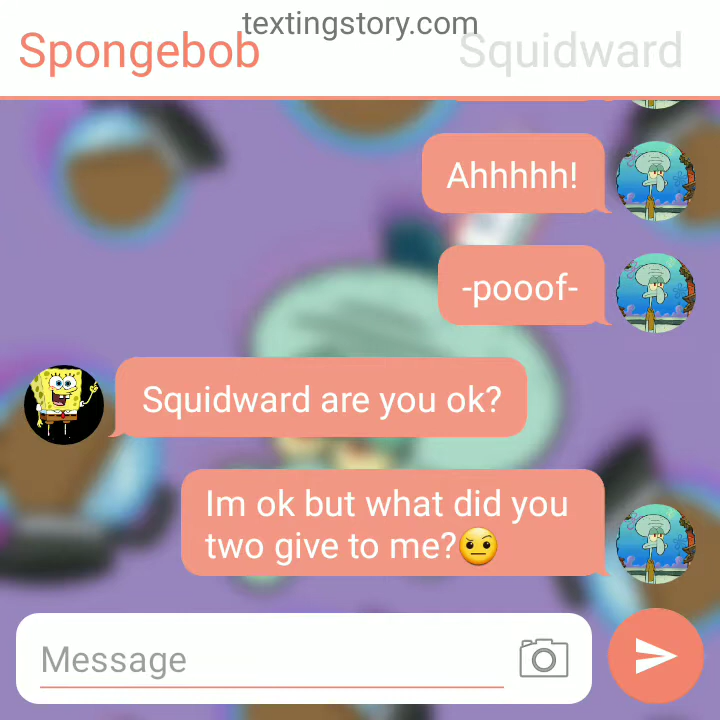 textingstory.com
Spongebob
Squidward
Ahhhhh!
-pooof-
Squidward are you ok?
Im ok but what did you
two give to me?🤨
Message